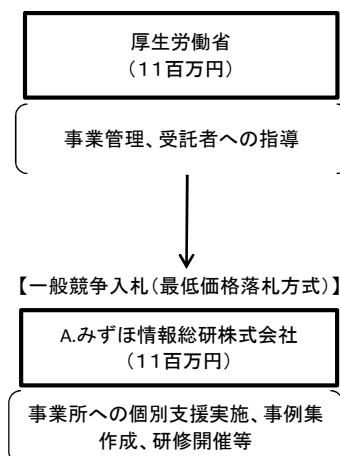 厚生労働省
（１１百万円）
事業管理、受託者への指導
【一般競争入札（最低価格落札方式）】
A.みずほ情報総研株式会社
（１１百万円）
事業所への個別支援実施、事例集
作成、研修開催等